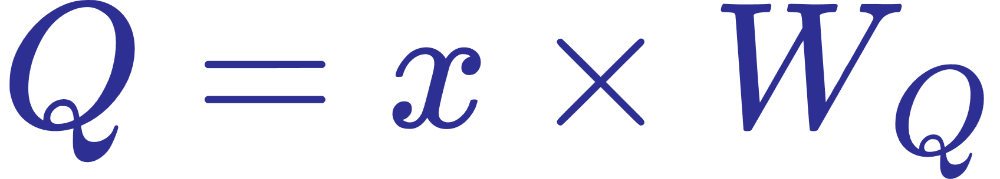 Q = x × W_Q